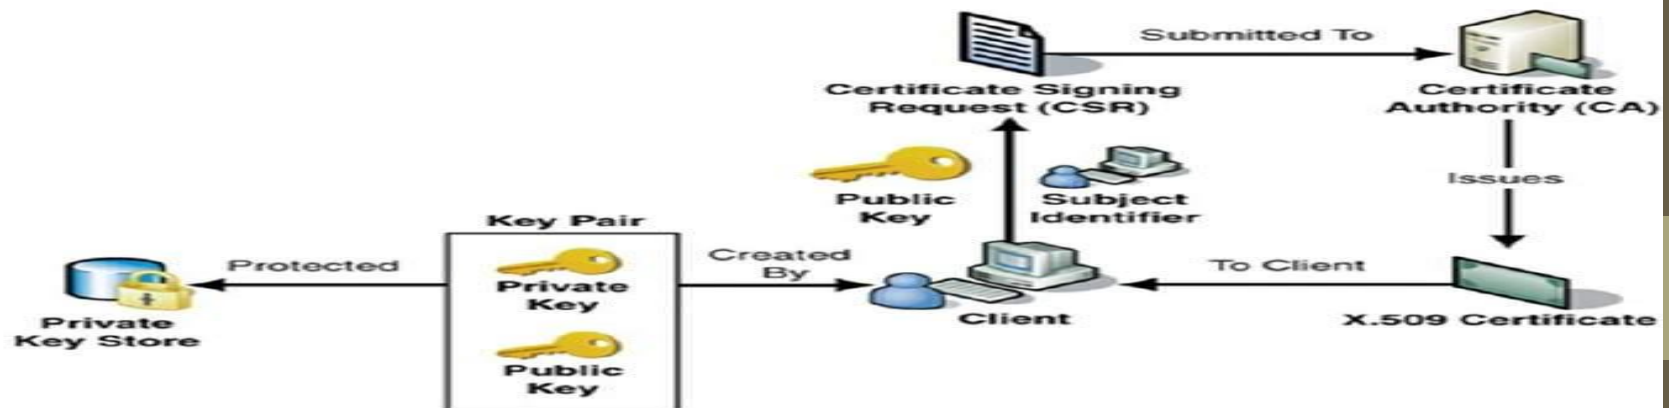 Submitted To
Certificate Signing
Request (CSR)
Certificate
Authority (CA)
Public
Key
Subject
Identifier
Issues
Key Pair
Protected
Private
Key
Created
By
To Client
Private
Key Store
Client
X.509 Certificate
Public
Key